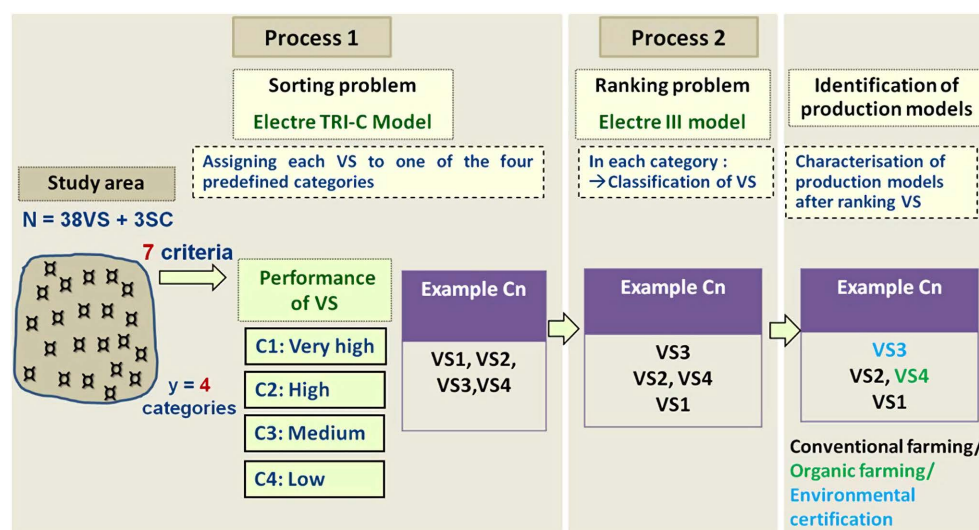 Process 1
Sorting problem
Electre TRI-C Model
Assigning each VS to one of the four
predefined categories
Study area
N = 38VS + 3SC
7 criteria
y = 4
categories
Performance
of VS
C1: Very high
C2: High
C3: Medium
C4: Low
Example Cn
VS1, VS2,
VS3,VS4
Process 2
Ranking problem
Electre III model
In each category :
→Classification of VS
Example Cn
VS3
VS2, VS4
VS1
Identification of
production models
Characterisation of
production models
after ranking VS
Example Cn
VS3
VS2, VS4
VS1
Conventional farming/
Organic farming/
Environmental
certification